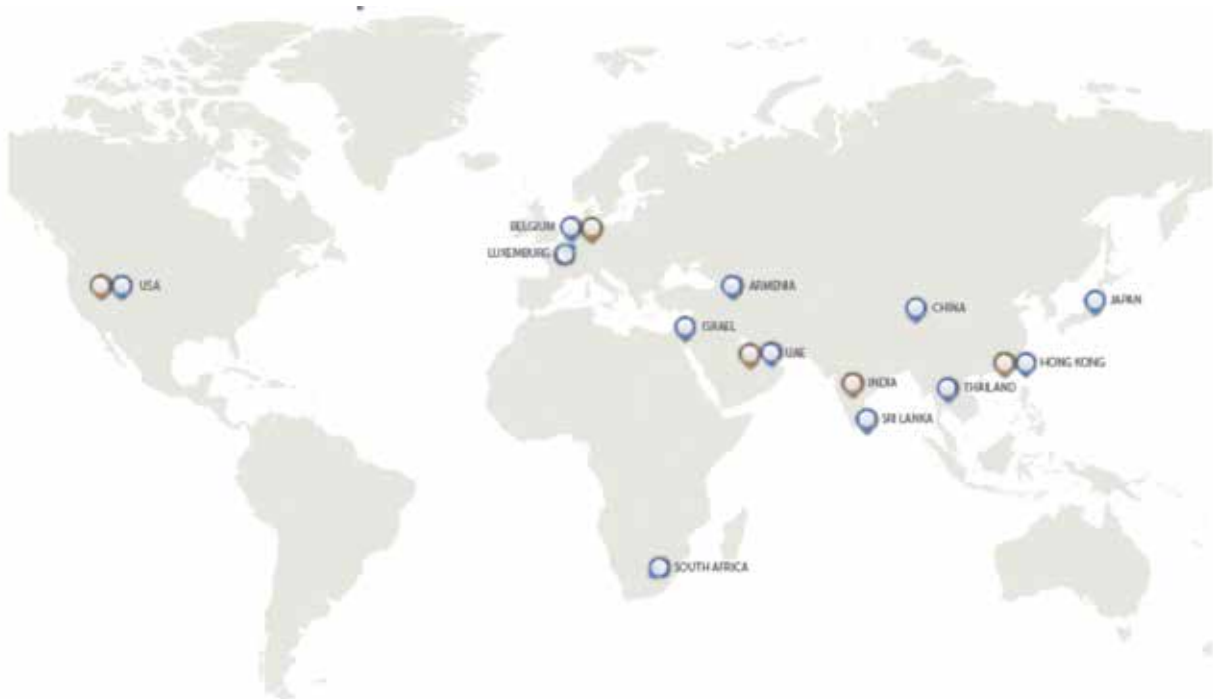 BELGIUM
LUXEMBURG
USA
ARMENIA
JAPAN
CHINA
ISRAEL
UAE
HONG KONG
INDIA
THAILAND
SRI LANKA
SOUTH AFRICA